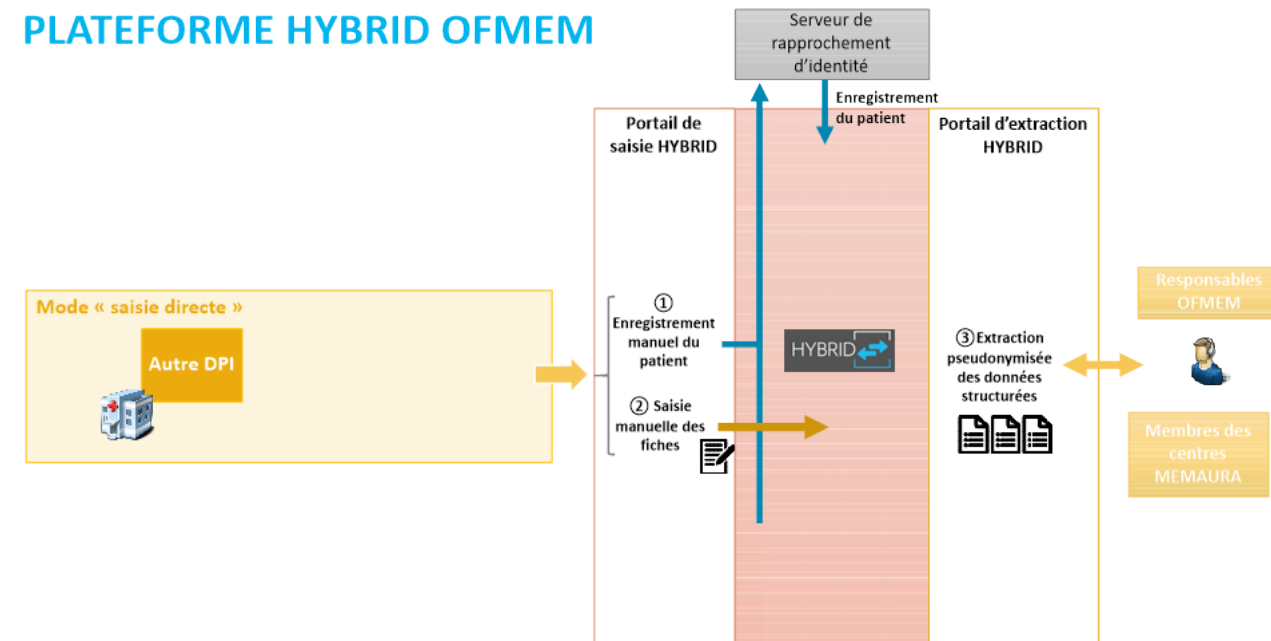 PLATEFORME HYBRID OFMEM
Serveur de
rapprochement
d'identité
Enregistrement
du patient
Portail de
saisie HYBRID
Portail d'extraction
HYBRID
Mode « saisie directe »
Autre DPI
①
Enregistrement
manuel du
patient
② Saisie
manuelle des
fiches
HYBRID
③Extraction
pseudonymisée
des données
structurées
Responsables
OFMEM
Membres des
centres
MEMAURA